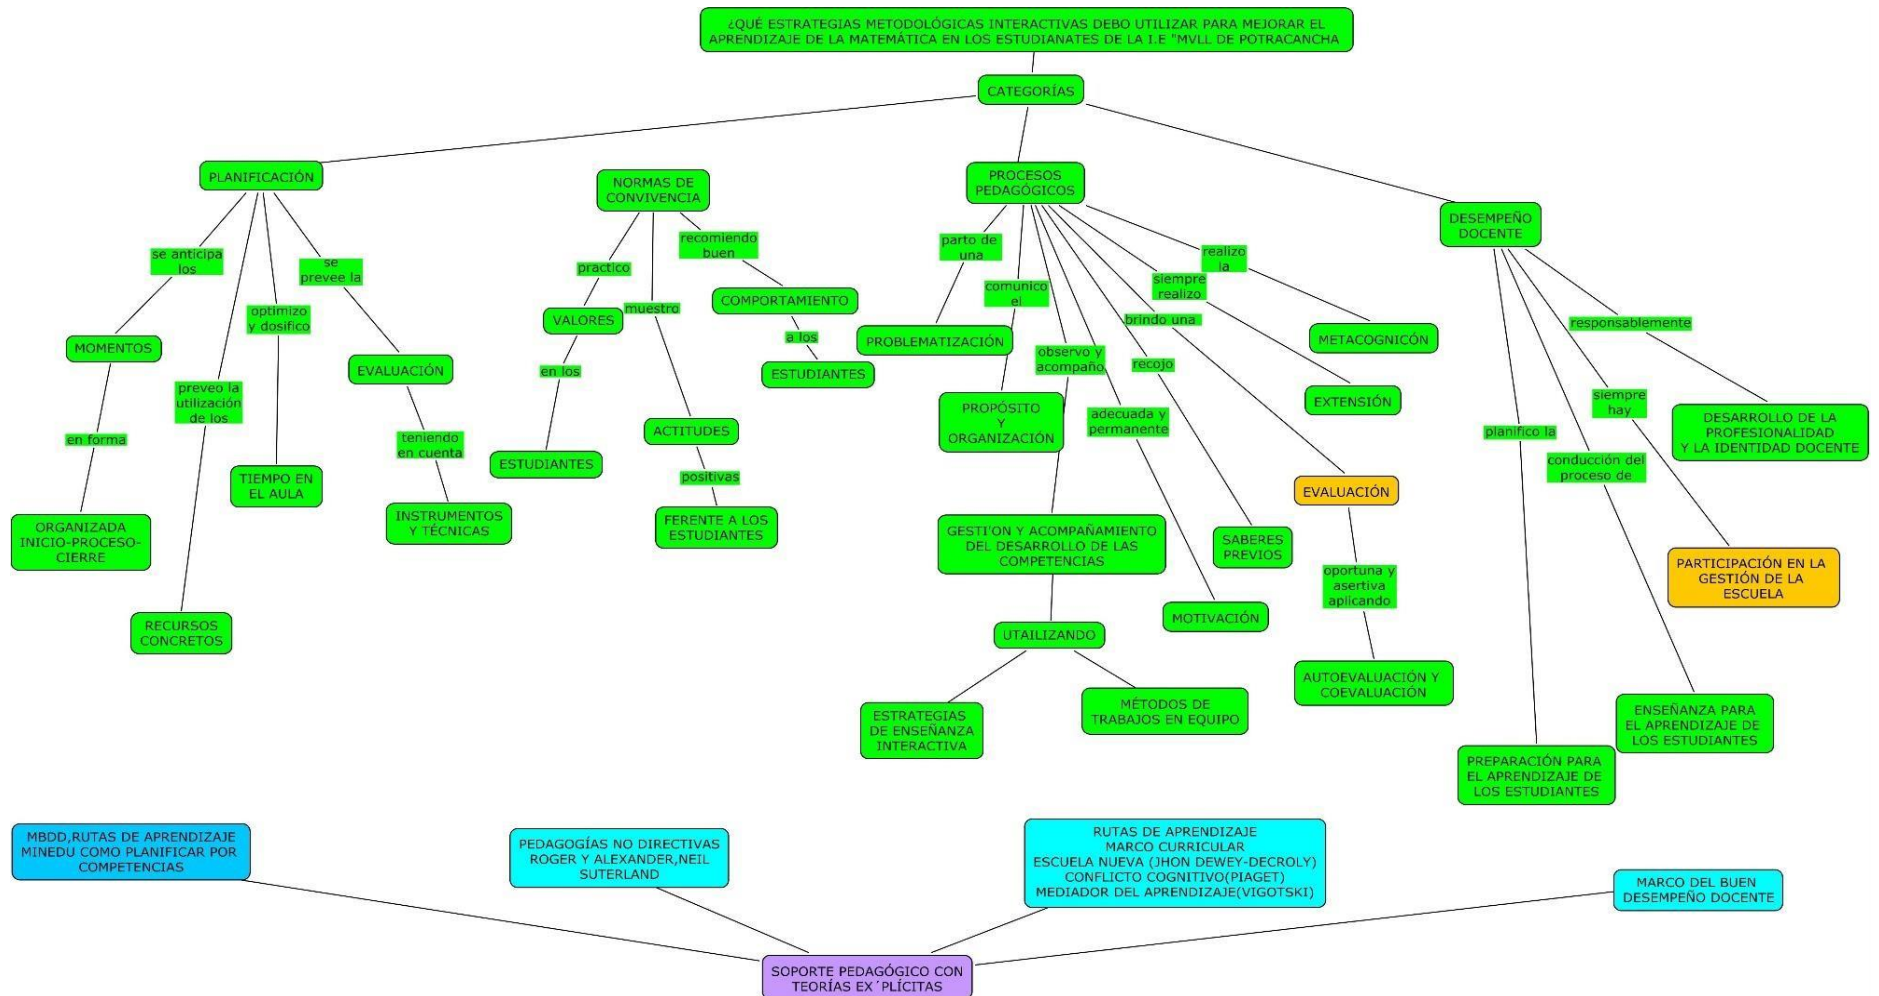 ¿QUÉ ESTRATEGIAS METODOLÓGICAS INTERACTIVAS DEBO UTILIZAR PARA MEJORAR EL
APRENDIZAJE DE LA MATEMÁTICA EN LOS ESTUDIANATES DE LA I.E "MVLL DE POTRACANCHA
CATEGORÍAS
PLANIFICACIÓN
se anticipa
los
MOMENTOS
en forma
ORGANIZADA
INICIO-PROCESO-
CIERRE
preveo la
utilización
de los
RECURSOS
CONCRETOS
optimizo
y dosifico
TIEMPO EN
EL AULA
se
prevee la
EVALUACIÓN
teniendo
en cuenta
INSTRUMENTOS
Y TÉCNICAS
NORMAS DE
CONVIVENCIA
practico
VALORES
en los
ESTUDIANTES
muestro
ACTITUDES
positivas
FERENTE A LOS
ESTUDIANTES
recomiendo
buen
COMPORTAMIENTO
a los
ESTUDIANTES
PROCESOS
PEDAGÓGICOS
parto de
una
PROBLEMATIZACIÓN
comunico
el
PROPÓSITO
Y
ORGANIZACIÓN
observo y
acompaño
GESTI'ON Y ACOMPAÑAMIENTO
DEL DESARROLLO DE LAS
COMPETENCIAS
UTAILIZANDO
ESTRATEGIAS
DE ENSEÑANZA
INTERACTIVA
MÉTODOS DE
TRABAJOS EN EQUIPO
adecuada y
permanente
MOTIVACIÓN
recojo
SABERES
PREVIOS
brindo una
EVALUACIÓN
oportuna y
asertiva
aplicando
AUTOEVALUACIÓN Y
COEVALUACIÓN
siempre
realizo
EXTENSIÓN
realizo
la
METACOGNICÓN
DESEMPEÑO
DOCENTE
planifico la
PREPARACIÓN PARA
EL APRENDIZAJE DE
LOS ESTUDIANTES
conducción del
proceso de
ENSEÑANZA PARA
EL APRENDIZAJE DE
LOS ESTUDIANTES
siempre
hay
PARTICIPACIÓN EN LA
GESTIÓN DE LA
ESCUELA
responsablemente
DESARROLLO DE LA
PROFESIONALIDAD
Y LA IDENTIDAD DOCENTE
MBDD,RUTAS DE APRENDIZAJE
MINEDU COMO PLANIFICAR POR
COMPETENCIAS
PEDAGOGÍAS NO DIRECTIVAS
ROGER Y ALEXANDER,NEIL
SUTERLAND
RUTAS DE APRENDIZAJE
MARCO CURRICULAR
ESCUELA NUEVA (JHON DEWEY-DECROLY)
CONFLICTO COGNITIVO(PIAGET)
MEDIADOR DEL APRENDIZAJE(VIGOTSKI)
MARCO DEL BUEN
DESEMPEÑO DOCENTE
SOPORTE PEDAGÓGICO CON
TEORÍAS EX´PLÍCITAS